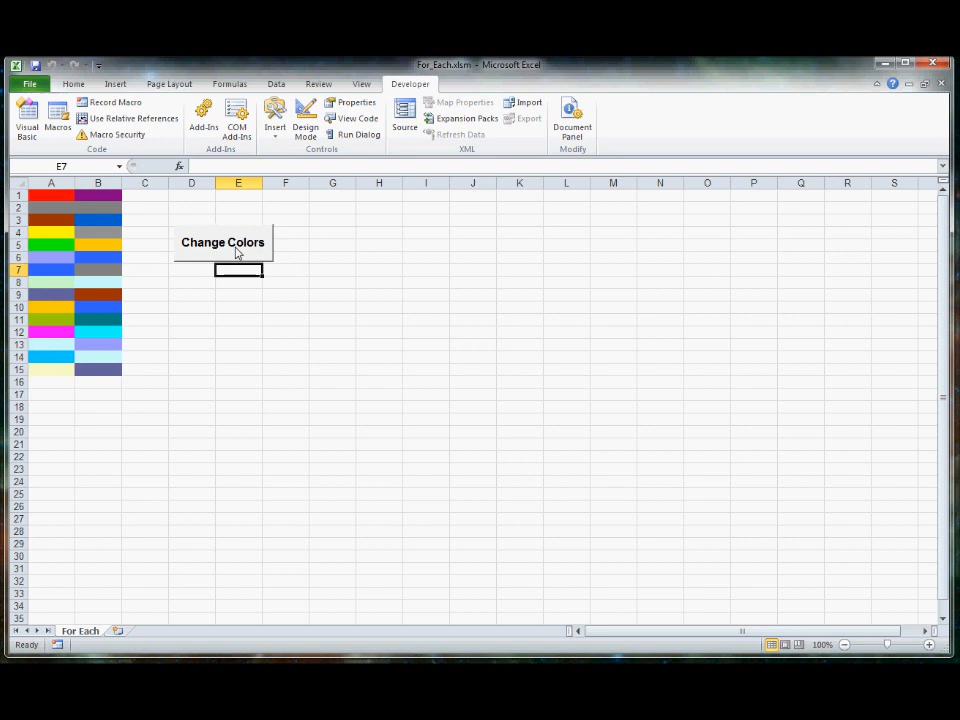 For_Each.xlsm - Microsoft Excel
File Home Insert Page Layout Formulas Data Review View Developer
Visual Basic
Macros
Record Macro
Use Relative References
Macro Security
Code
Add-Ins
COM Add-Ins
Add-Ins
Insert
Design Mode
Properties
View Code
Run Dialog
Controls
Source
Map Properties
Expansion Packs
Refresh Data
Import
Export
XML
Document Panel
Modify
E7
fx
A B C D E F G H I J K L M N O P Q R S
1
2
3
4
5
6
7
8
9
10
11
12
13
14
15
16
17
18
19
20
21
22
23
24
25
26
27
28
29
30
31
32
33
34
35
Change Colors
For Each
Ready
100%